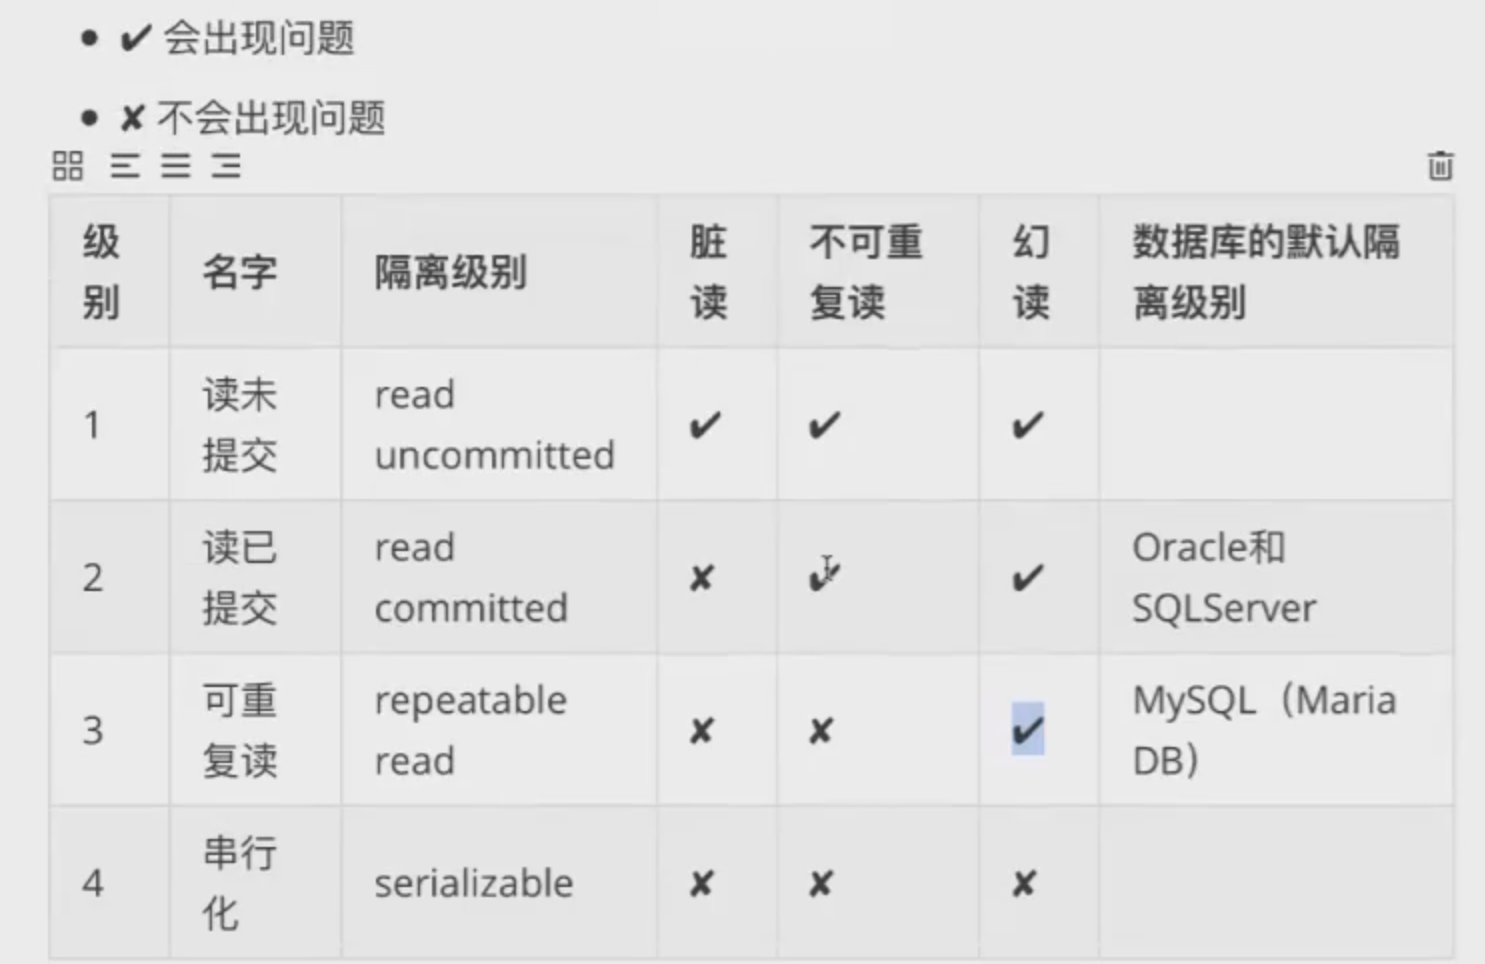 ✔ 会出现问题
✘ 不会出现问题
级别 名字 隔离级别 脏读 不可重复读 幻读 数据库的默认隔离级别
1 读未提交 read uncommitted ✔ ✔ ✔
2 读已提交 read committed ✘ ✔ ✔ Oracle和SQLServer
3 可重复读 repeatable read ✘ ✘ ✔ MySQL（MariaDB）
4 串行化 serializable ✘ ✘ ✘